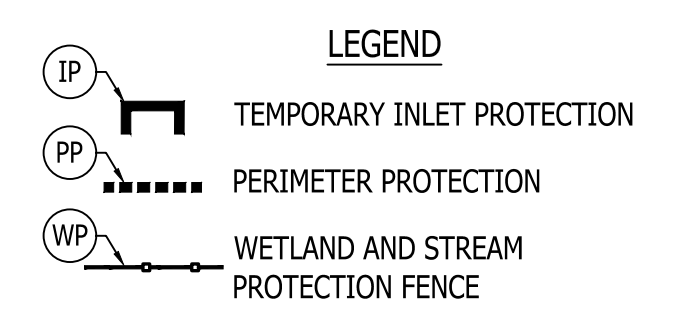 LEGEND
IP
TEMPORARY INLET PROTECTION
PP
PERIMETER PROTECTION
WP
WETLAND AND STREAM
PROTECTION FENCE